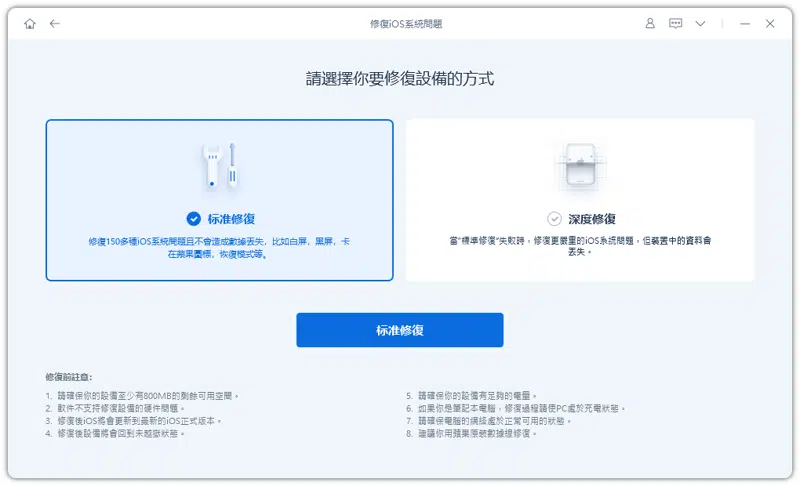 修復iOS系統問題
請選擇你要修復設備的方式
标准修復
修復150多種iOS系統問題且不會造成數據丟失，比如白屏，黑屏，卡
在蘋果圖標，恢復模式等。
深度修復
當“標準修復”失敗時，修復更嚴重的iOS系統問題，但裝置中的資料會
丟失。
标准修復
修復前註意：
1. 請確保你的設備至少有800MB的剩餘可用空間。
2. 軟件不支持修復設備的硬件問題。
3. 修復後iOS將會更新到最新的iOS正式版本。
4. 修復後設備將會回到未越獄狀態。
5. 請確保你的設備有足夠的電量。
6. 如果你是筆記本電腦，修復過程請使PC處於充電狀態。
7. 請確保電腦的網絡處於正常可用的狀態。
8. 建議你用蘋果原裝數據線修復。